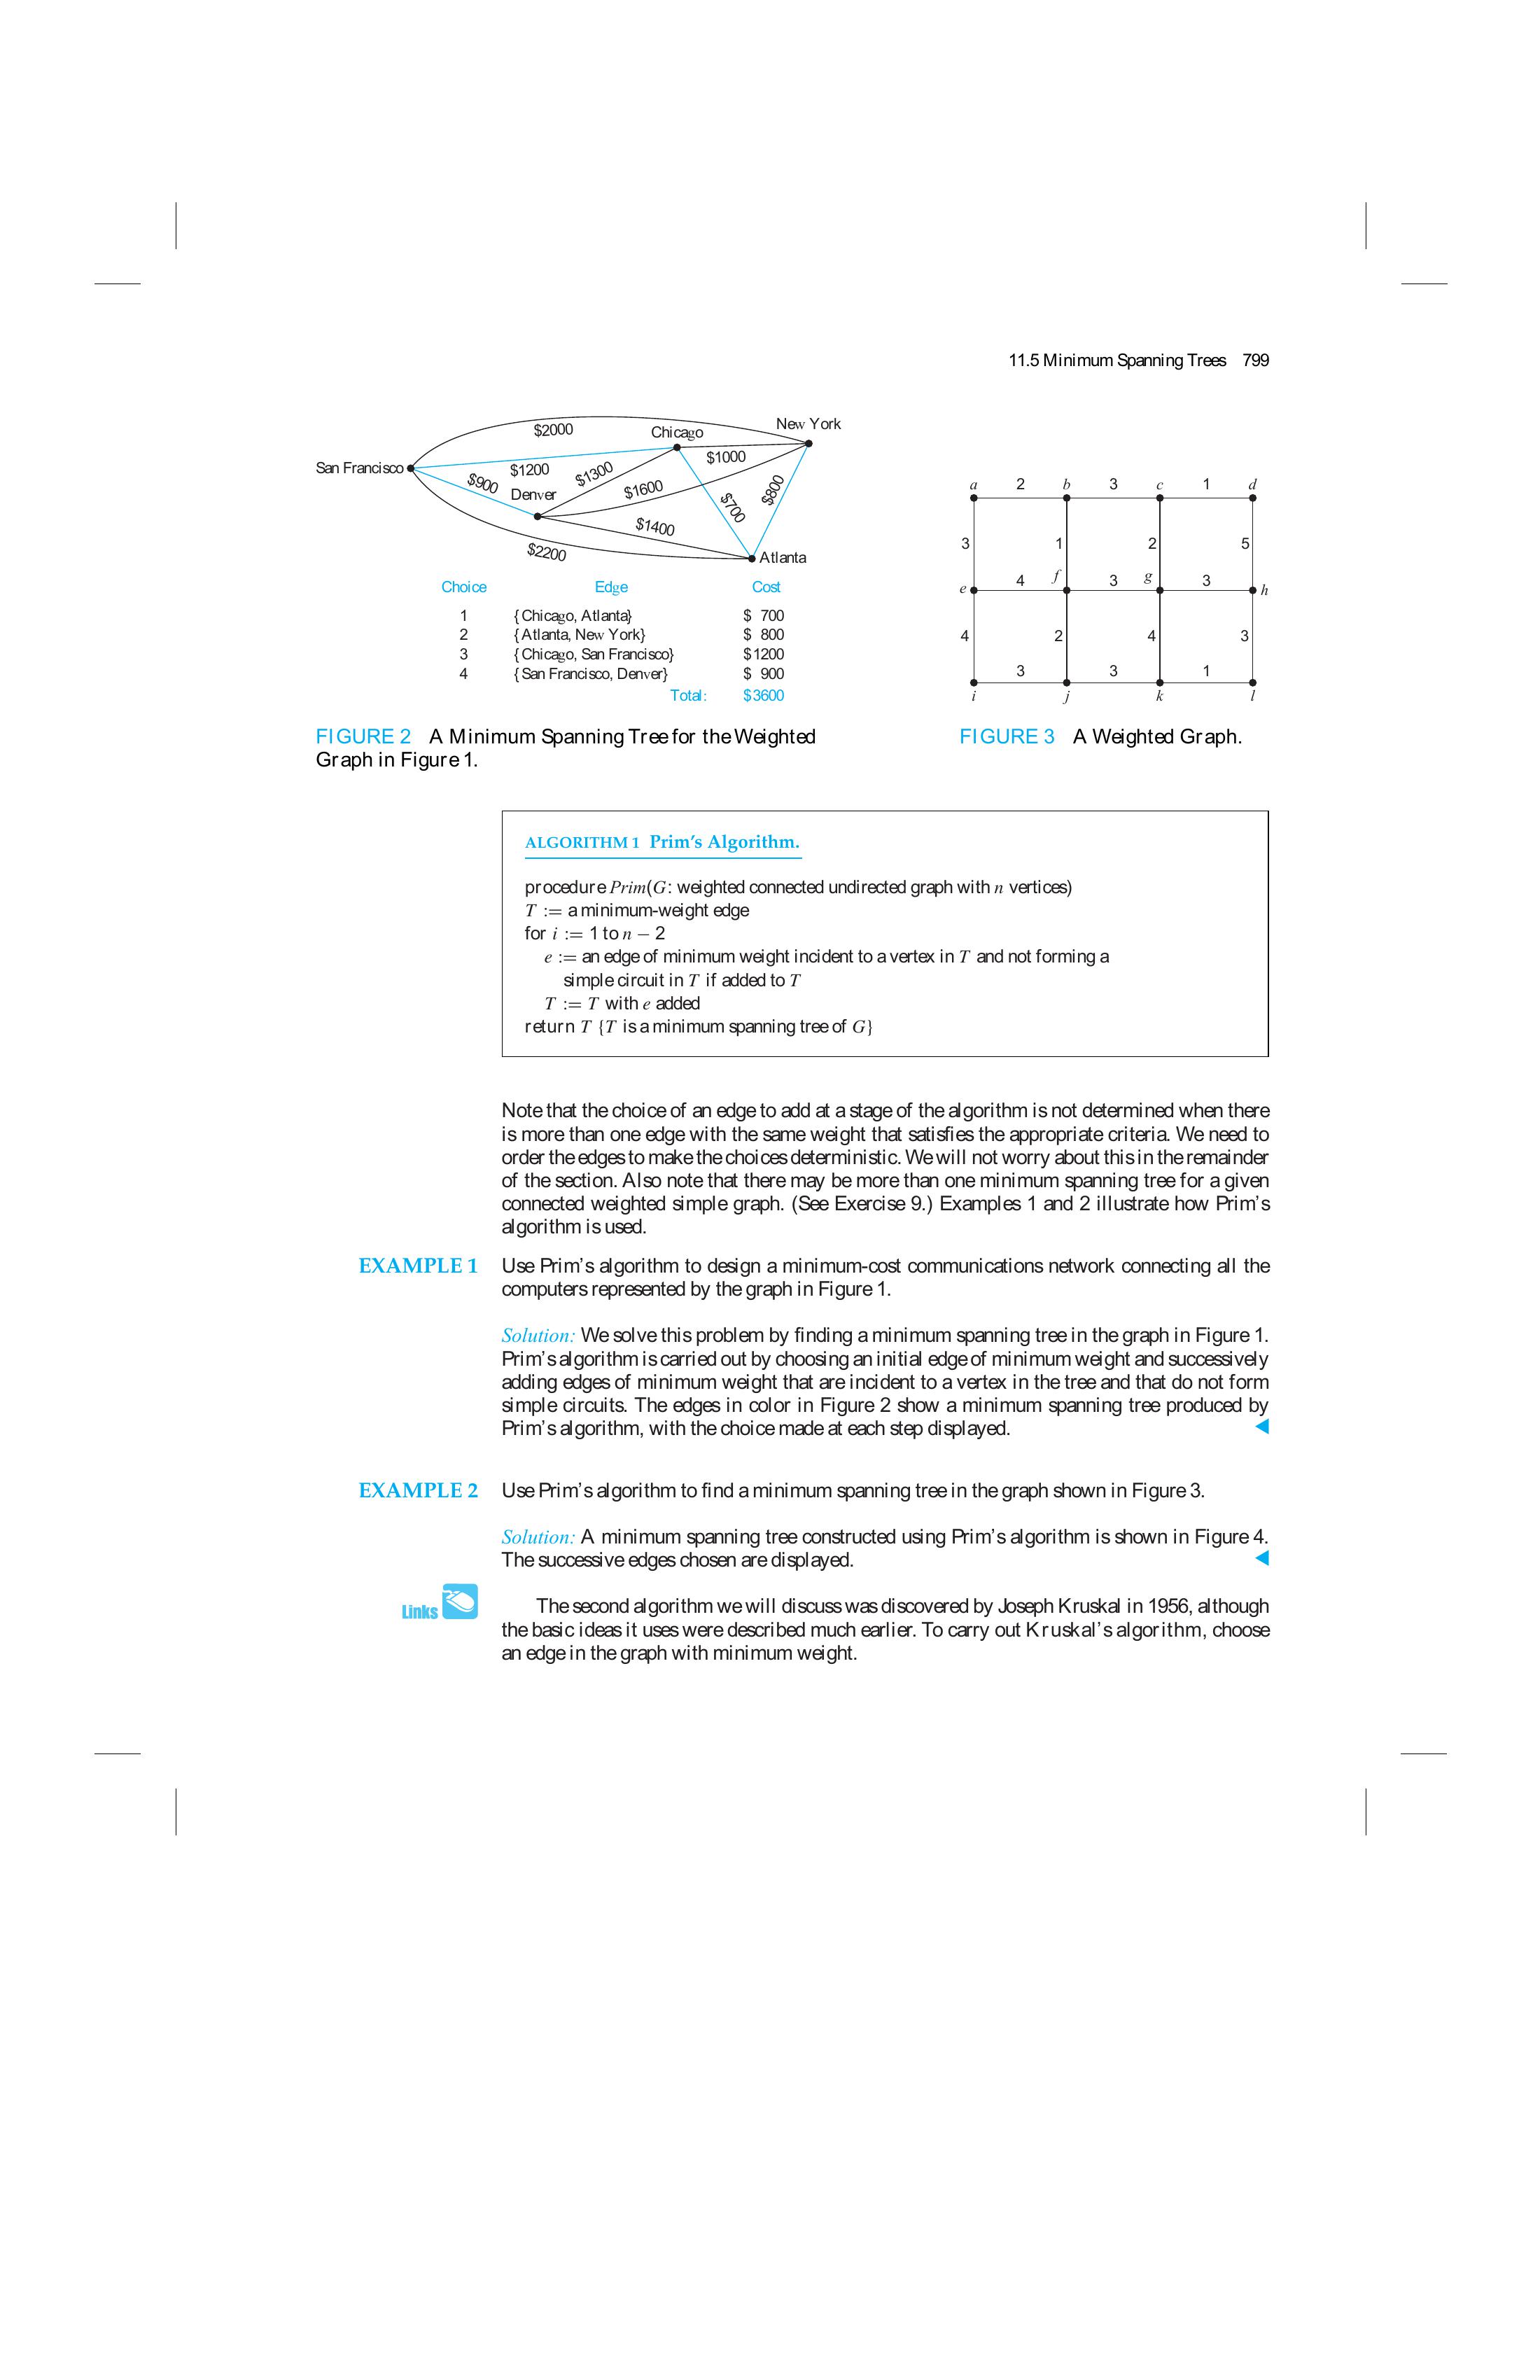 11.5 Minimum Spanning Trees 799
$2000
New York
Chicago
San Francisco
$1200
$1000
$900
$1300
Denver
$1600
$700
$800
$1400
$2200
Atlanta
Choice Edge Cost
1 {Chicago, Atlanta} $ 700
2 {Atlanta, New York} $ 800
3 {Chicago, San Francisco} $1200
4 {San Francisco, Denver} $ 900
Total: $3600
FIGURE 2 A Minimum Spanning Tree for the Weighted
Graph in Figure 1.
a 2 b 3 c 1 d
3 1 2 5
e 4 f 3 g 3 h
4 2 4 3
3 3 1
i j k l
FIGURE 3 A Weighted Graph.
ALGORITHM 1 Prim's Algorithm.
procedure Prim(G: weighted connected undirected graph with n vertices)
T := a minimum-weight edge
for i := 1 to n − 2
e := an edge of minimum weight incident to a vertex in T and not forming a
simple circuit in T if added to T
T := T with e added
return T {T is a minimum spanning tree of G}
Note that the choice of an edge to add at a stage of the algorithm is not determined when there
is more than one edge with the same weight that satisfies the appropriate criteria. We need to
order the edges to make the choices deterministic. We will not worry about this in the remainder
of the section. Also note that there may be more than one minimum spanning tree for a given
connected weighted simple graph. (See Exercise 9.) Examples 1 and 2 illustrate how Prim's
algorithm is used.
EXAMPLE 1 Use Prim's algorithm to design a minimum-cost communications network connecting all the
computers represented by the graph in Figure 1.
Solution: We solve this problem by finding a minimum spanning tree in the graph in Figure 1.
Prim's algorithm is carried out by choosing an initial edge of minimum weight and successively
adding edges of minimum weight that are incident to a vertex in the tree and that do not form
simple circuits. The edges in color in Figure 2 show a minimum spanning tree produced by
Prim's algorithm, with the choice made at each step displayed.
EXAMPLE 2 Use Prim's algorithm to find a minimum spanning tree in the graph shown in Figure 3.
Solution: A minimum spanning tree constructed using Prim's algorithm is shown in Figure 4.
The successive edges chosen are displayed.
Links
The second algorithm we will discuss was discovered by Joseph Kruskal in 1956, although
the basic ideas it uses were described much earlier. To carry out Kruskal's algorithm, choose
an edge in the graph with minimum weight.